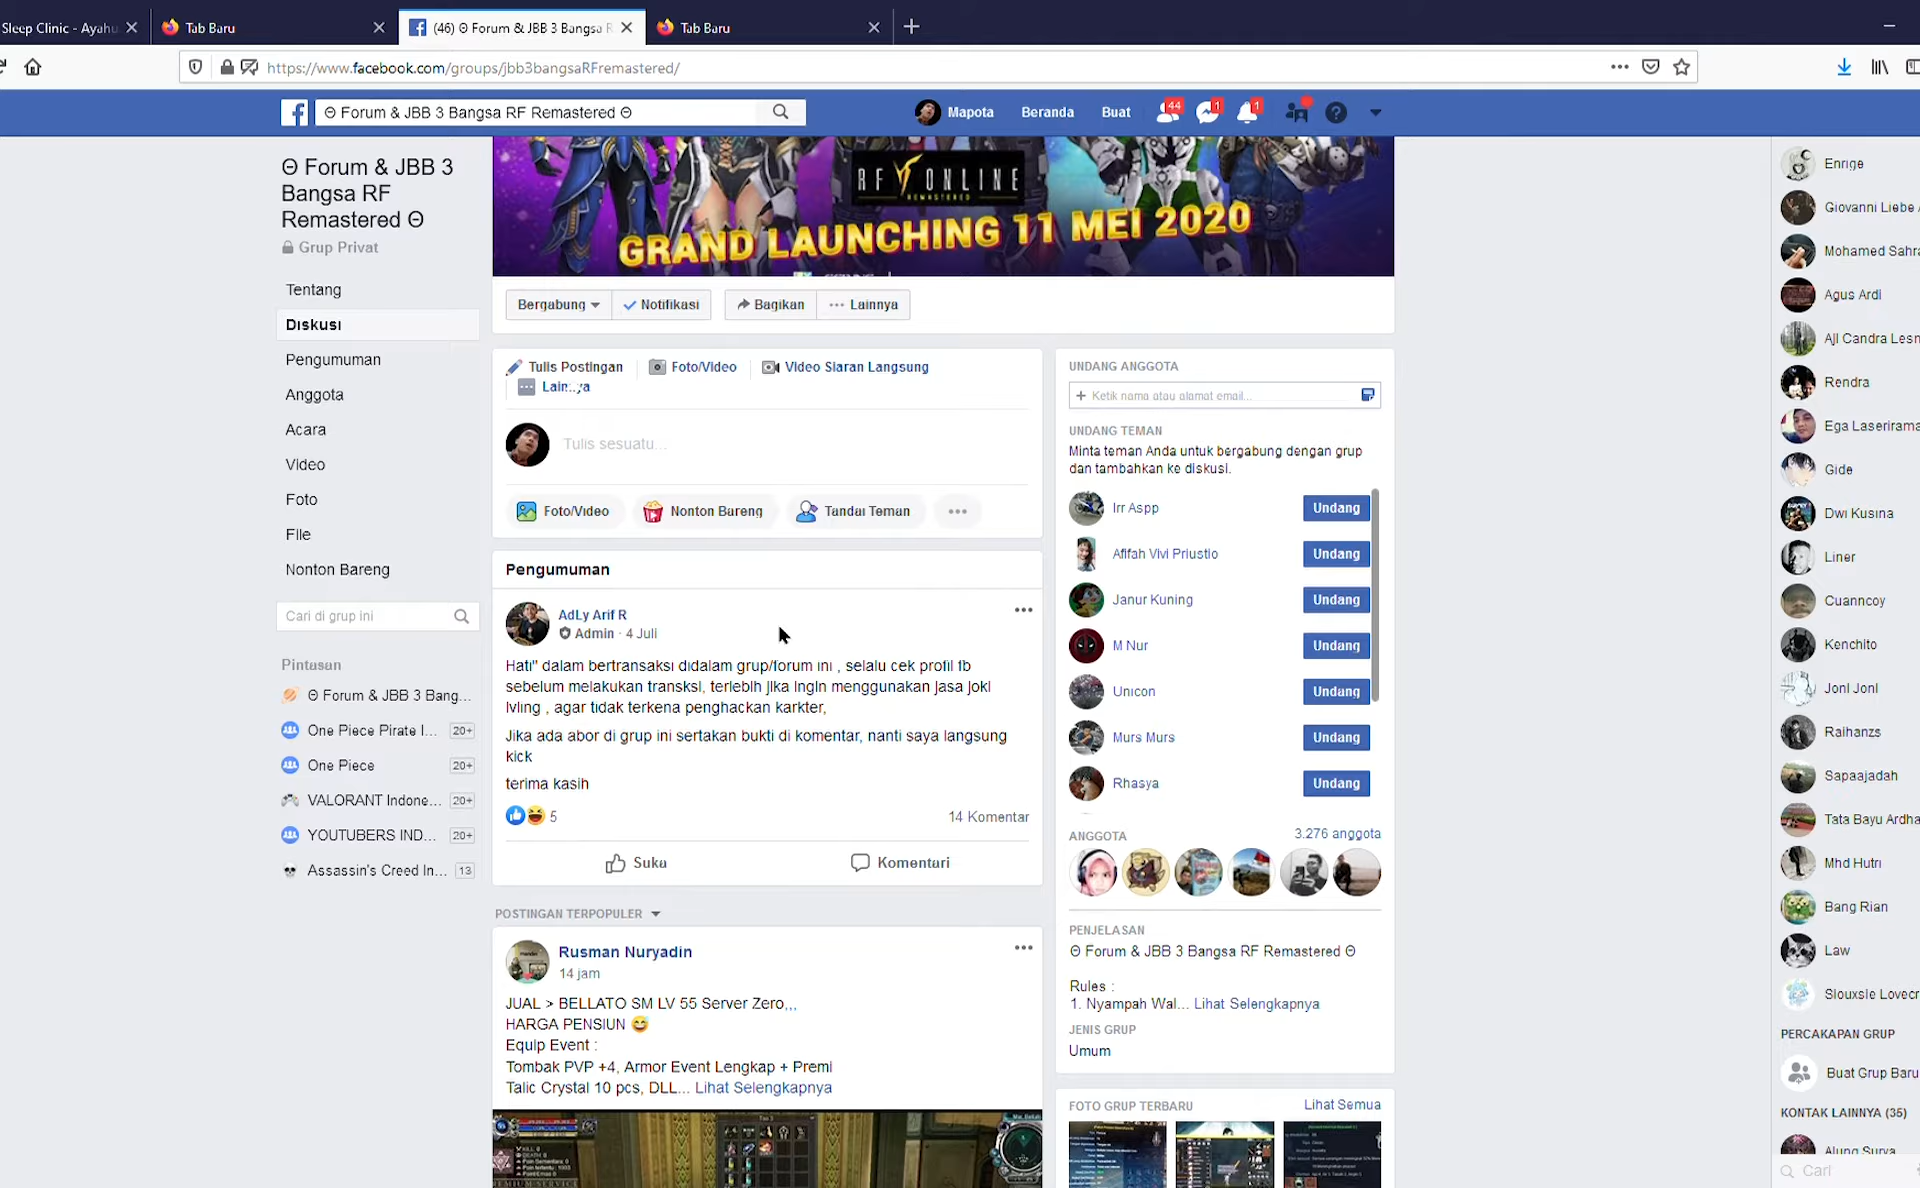 Sleep Clinic - Ayahu
Tab Baru
(46) Θ Forum & JBB 3 Bangsa R
Tab Baru
https://www.facebook.com/groups/jbb3bangsaRFremastered/
Θ Forum & JBB 3 Bangsa RF Remastered Θ
Mapota
Beranda
Buat
44
1
1
Θ Forum & JBB 3
Bangsa RF
Remastered Θ
Grup Privat
Tentang
Diskusi
Pengumuman
Anggota
Acara
Video
Foto
File
Nonton Bareng
Cari di grup ini
Pintasan
Θ Forum & JBB 3 Bang...
One Piece Pirate I... 20+
One Piece 20+
VALORANT Indone... 20+
YOUTUBERS IND... 20+
Assassin's Creed In... 13
RF ONLINE
REMASTERED
GRAND LAUNCHING 11 MEI 2020
Bergabung
Notifikasi
Bagikan
Lainnya
Tulis Postingan
Foto/Video
Video Siaran Langsung
Tulis sesuatu...
Foto/Video
Nonton Bareng
Tandai Teman
Pengumuman
AdLy Arif R
Admin · 4 Juli
Hati" dalam bertransaksi didalam grup/forum ini , selalu cek profil fb
sebelum melakukan transksi, terlebih jika ingin menggunakan jasa joki
lvling , agar tidak terkena penghackan karkter,
Jika ada abor di grup ini sertakan bukti di komentar, nanti saya langsung
kick
terima kasih
5
14 Komentar
Suka
Komentari
POSTINGAN TERPOPULER
Rusman Nuryadin
14 jam
JUAL > BELLATO SM LV 55 Server Zero,,,
HARGA PENSIUN 😅
Equip Event :
Tombak PVP +4, Armor Event Lengkap + Premi
Talic Crystal 10 pcs, DLL... Lihat Selengkapnya
UNDANG ANGGOTA
+ Ketik nama atau alamat email...
UNDANG TEMAN
Minta teman Anda untuk bergabung dengan grup
dan tambahkan ke diskusi.
Irr Aspp Undang
Afifah Vivi Priustio Undang
Janur Kuning Undang
M Nur Undang
Unicon Undang
Murs Murs Undang
Rhasya Undang
ANGGOTA
3.276 anggota
PENJELASAN
Θ Forum & JBB 3 Bangsa RF Remastered Θ
Rules :
1. Nyampah Wal... Lihat Selengkapnya
JENIS GRUP
Umum
FOTO GRUP TERBARU
Lihat Semua
Enrige
Giovanni Liebe
Mohamed Sahra
Agus Ardi
Aji Candra Lesn
Rendra
Ega Laserirama
Gide
Dwi Kusina
Liner
Cuanncoy
Kenchito
Joni Joni
Raihanzs
Sapaajadah
Tata Bayu Ardha
Mhd Hutri
Bang Rian
Law
Siouxsie Lovecr
PERCAKAPAN GRUP
Buat Grup Baru
KONTAK LAINNYA (35)
Alung Surya
Cari